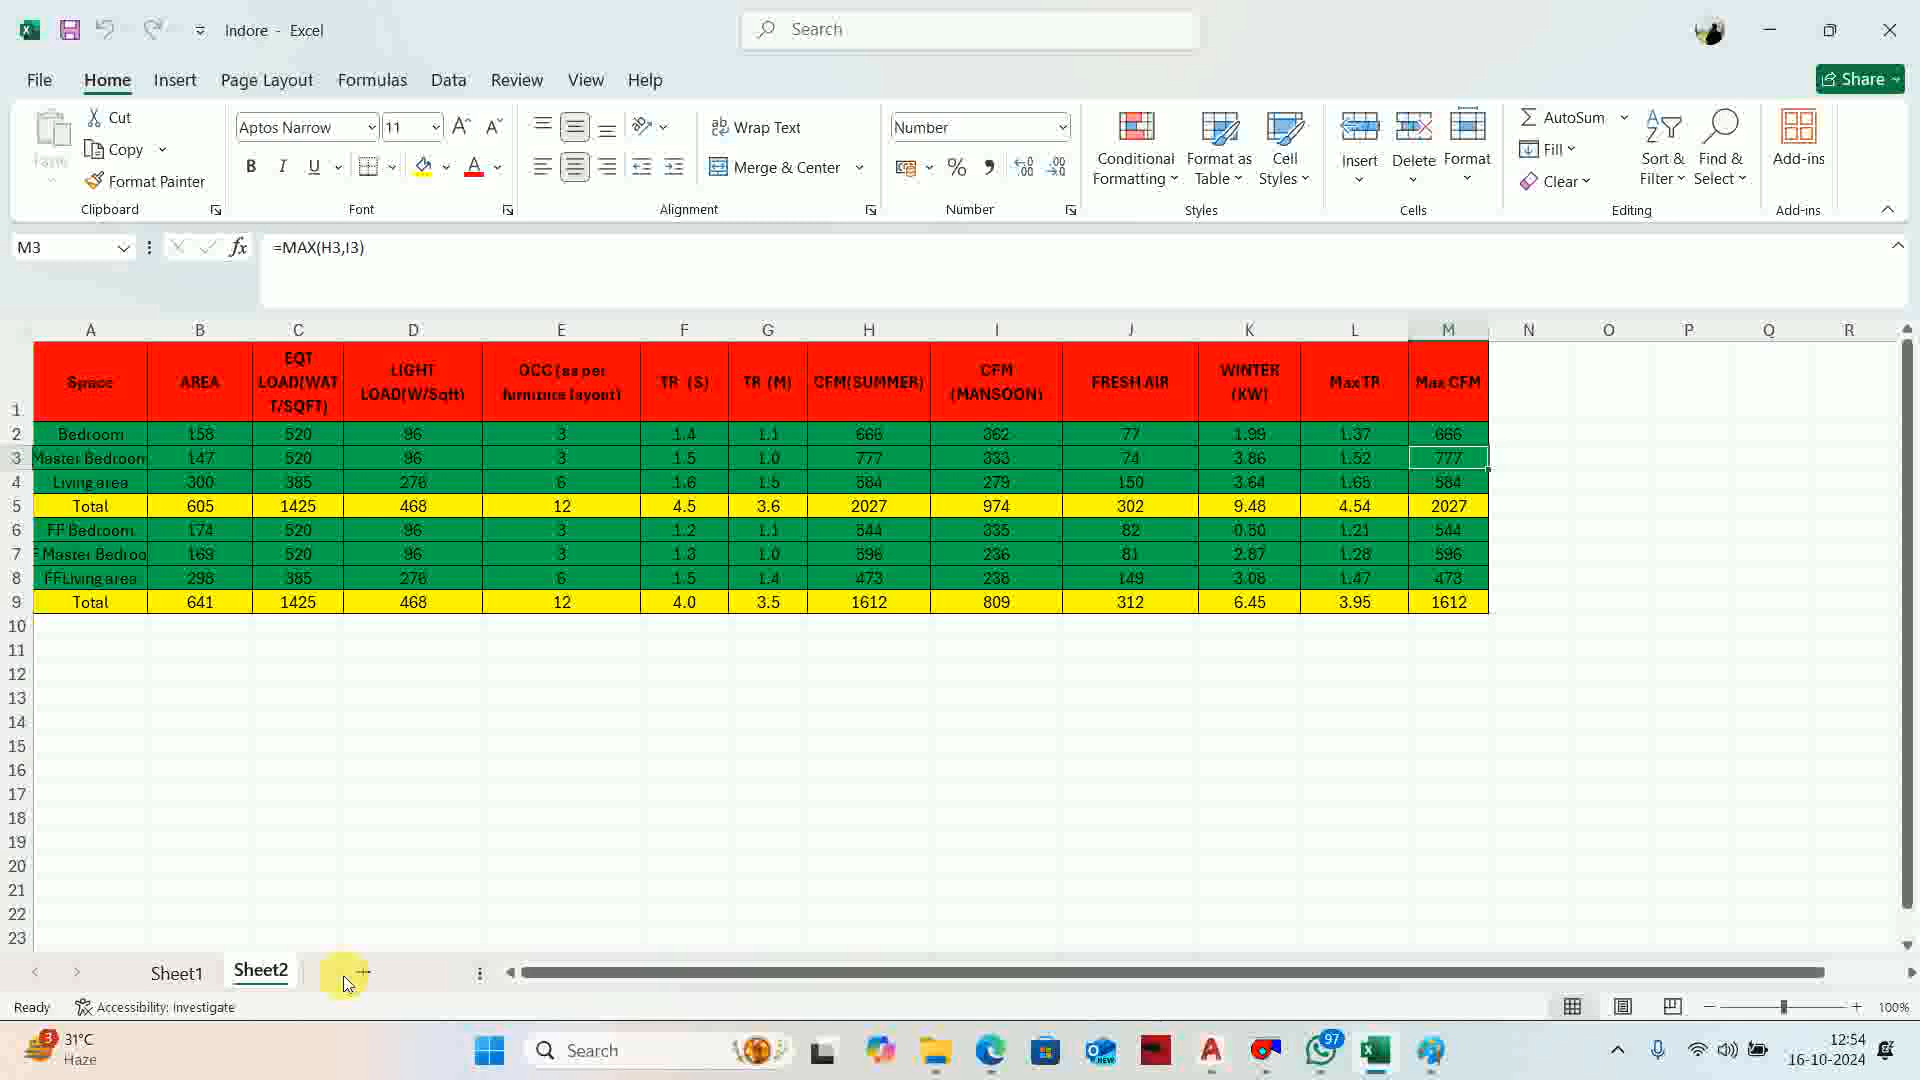 Indore - Excel
Search
File Home Insert Page Layout Formulas Data Review View Help
Share
Paste
Cut
Copy
Format Painter
Clipboard
Aptos Narrow 11
B I U
Font
Wrap Text
Merge & Center
Alignment
Number
Number
Conditional Formatting
Format as Table
Cell Styles
Styles
Insert Delete Format
Cells
AutoSum
Fill
Clear
Sort & Filter
Find & Select
Editing
Add-ins
Add-ins
M3 fx =MAX(H3,I3)
A B C D E F G H I J K L M N O P Q R
1 Space AREA EQT LOAD(WATT/SQFT) LIGHT LOAD(W/Sqft) OCC (as per furniture layout) TR (S) TR (M) CFM(SUMMER) CFM (MANSOON) FRESH AIR WINTER (KW) Max TR Max CFM
2 Bedroom 158 520 96 3 1.4 1.1 666 362 77 1.99 1.37 666
3 Master Bedroom 147 520 96 3 1.5 1.0 777 333 74 3.86 1.52 777
4 Living area 300 385 276 6 1.6 1.5 584 279 150 3.64 1.65 584
5 Total 605 1425 468 12 4.5 3.6 2027 974 302 9.48 4.54 2027
6 FF Bedroom 174 520 96 3 1.2 1.1 544 335 82 0.50 1.21 544
7 Master Bedroo 169 520 96 3 1.3 1.0 596 236 81 2.87 1.28 596
8 FFLiving area 298 385 276 6 1.5 1.4 473 238 149 3.08 1.47 473
9 Total 641 1425 468 12 4.0 3.5 1612 809 312 6.45 3.95 1612
10
11
12
13
14
15
16
17
18
19
20
21
22
23
Sheet1 Sheet2
Ready Accessibility: Investigate 100%
3 31°C
Haze
Search
NEW
97
12:54
16-10-2024